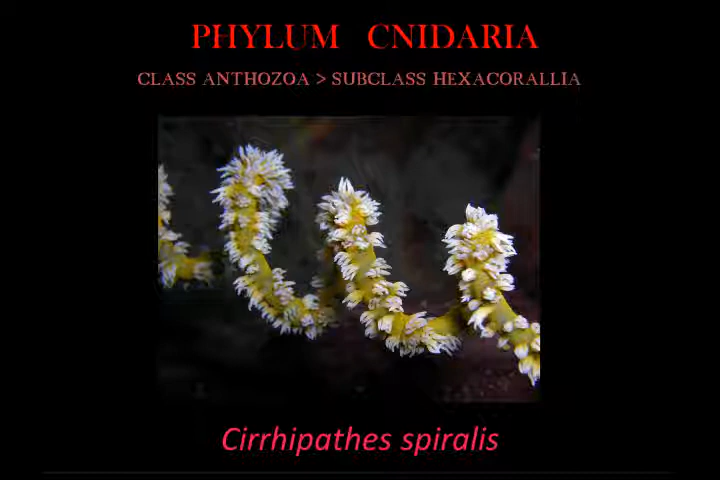 PHYLUM CNIDARIA
CLASS ANTHOZOA > SUBCLASS HEXACORALLIA
Cirrhipathes spiralis